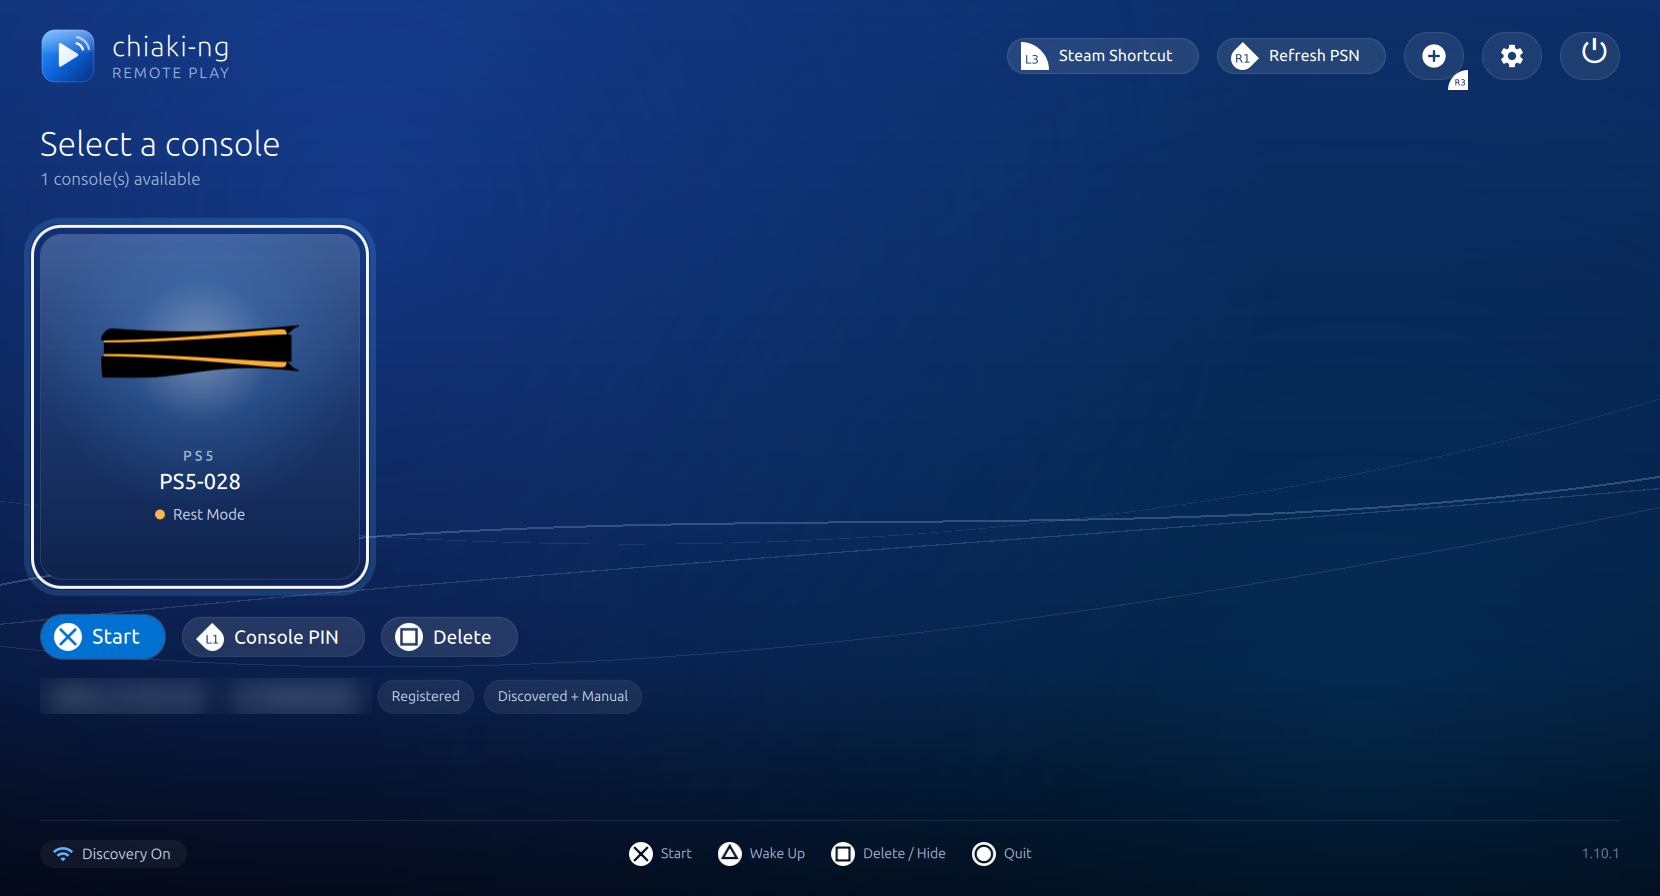 chiaki-ng
REMOTE PLAY
L3 Steam Shortcut
R1 Refresh PSN
R3
Select a console
1 console(s) available
PS5
PS5-028
Rest Mode
Start
L1 Console PIN
Delete
Registered
Discovered + Manual
Discovery On
Start
Wake Up
Delete / Hide
Quit
1.10.1